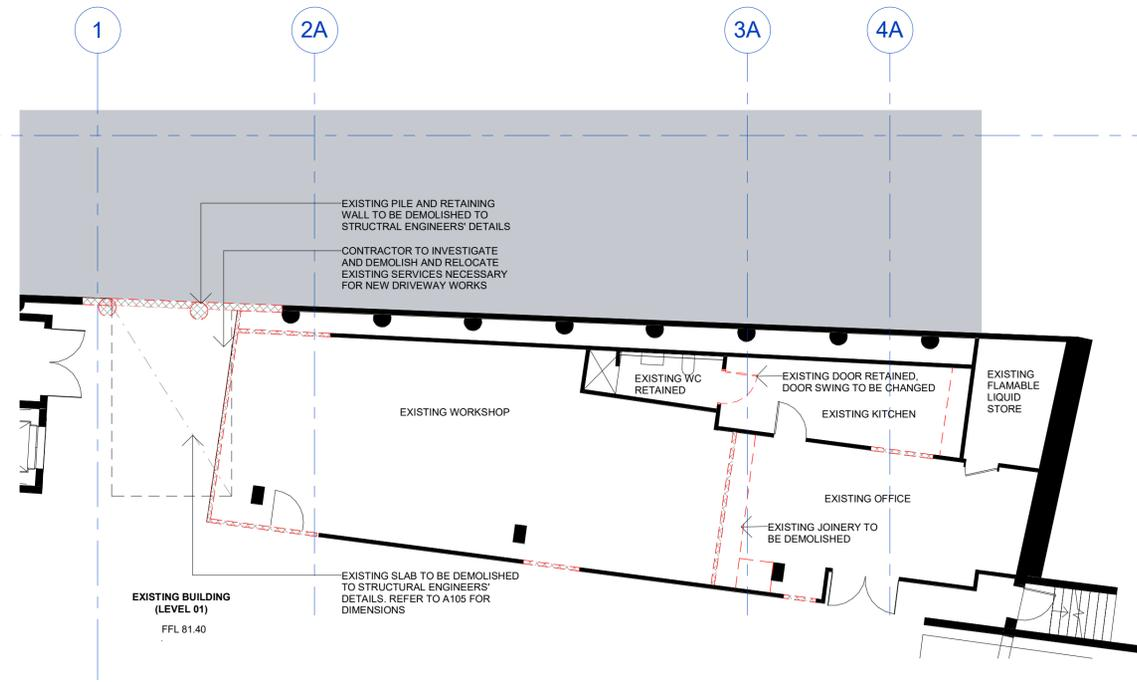 1
2A
3A
4A
EXISTING PILE AND RETAINING
WALL TO BE DEMOLISHED TO
STRUCTRAL ENGINEERS' DETAILS
CONTRACTOR TO INVESTIGATE
AND DEMOLISH AND RELOCATE
EXISTING SERVICES NECESSARY
FOR NEW DRIVEWAY WORKS
EXISTING WC
RETAINED
EXISTING DOOR RETAINED,
DOOR SWING TO BE CHANGED
EXISTING
FLAMABLE
LIQUID
STORE
EXISTING WORKSHOP
EXISTING KITCHEN
EXISTING OFFICE
EXISTING JOINERY TO
BE DEMOLISHED
EXISTING SLAB TO BE DEMOLISHED
TO STRUCTURAL ENGINEERS'
DETAILS. REFER TO A105 FOR
DIMENSIONS
EXISTING BUILDING
(LEVEL 01)
FFL 81.40